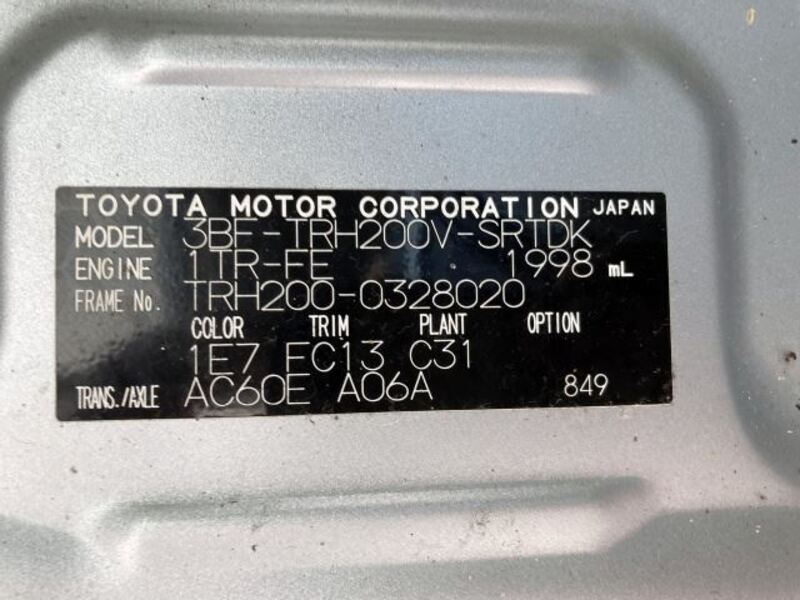 TOYOTA MOTOR CORPORATION JAPAN
MODEL 3BF-TRH200V-SRTDK
ENGINE 1TR-FE 1998 mL
FRAME No. TRH200-0328020
COLOR TRIM PLANT OPTION
1E7 FC13 C31
TRANS./AXLE AC60E A06A 849